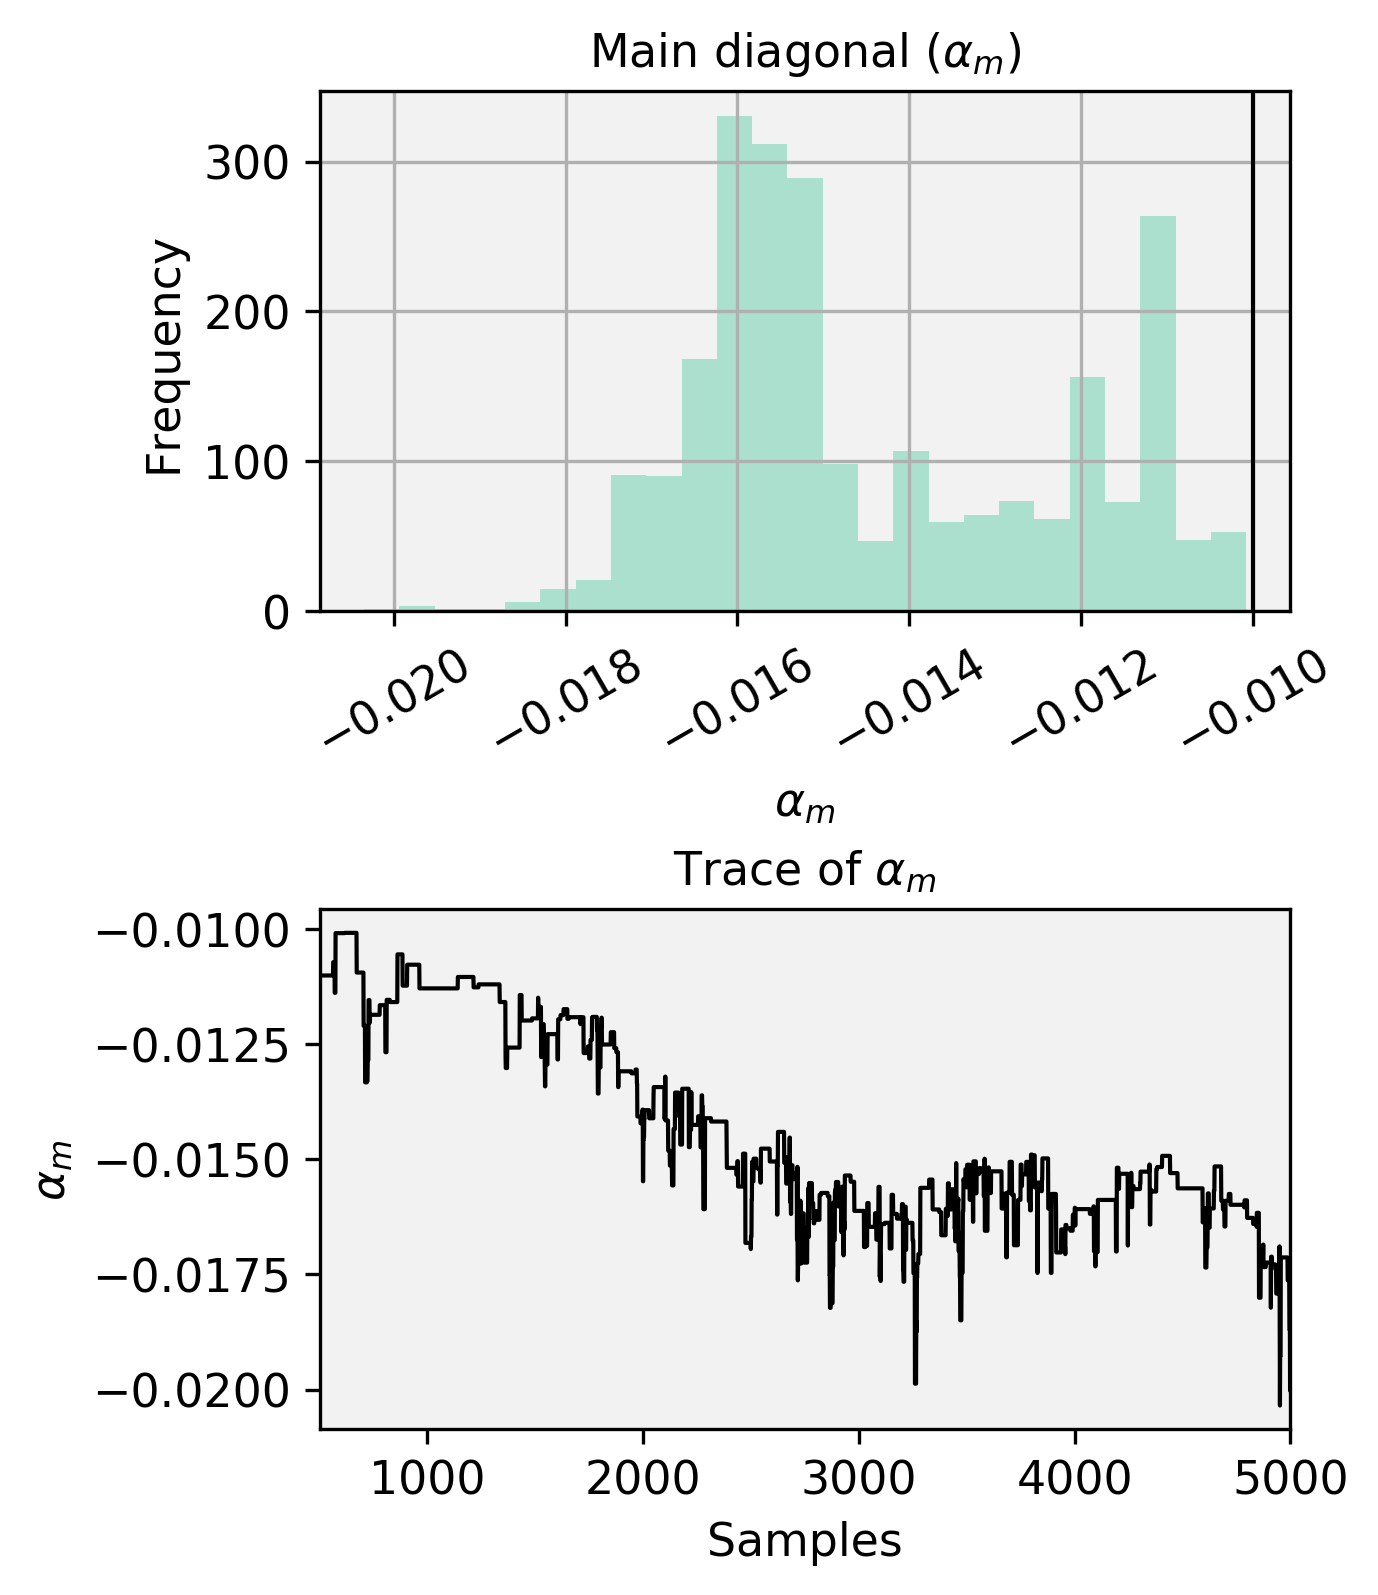 Main diagonal (αₘ)
300
200
100
0
Frequency
−0.020 −0.018 −0.016 −0.014 −0.012 −0.010
αₘ
Trace of αₘ
−0.0100
−0.0125
−0.0150
−0.0175
−0.0200
αₘ
1000 2000 3000 4000 5000
Samples